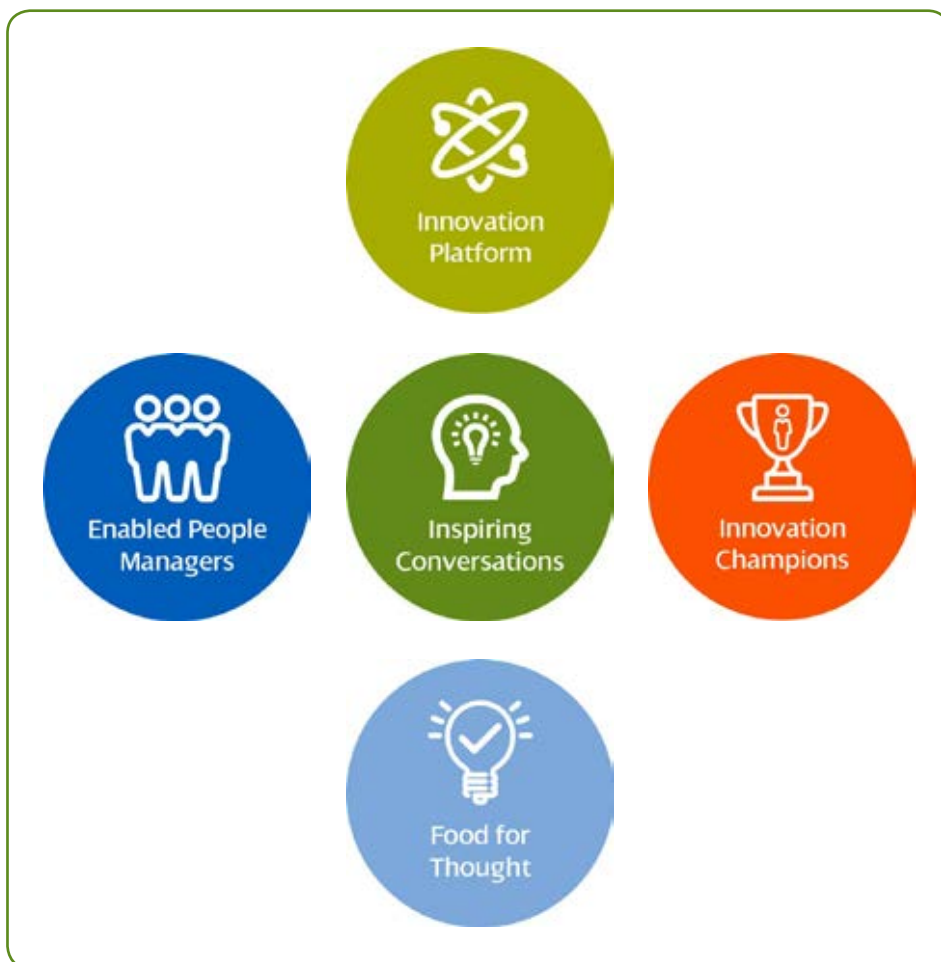 Innovation
Platform
Enabled People
Managers
Inspiring
Conversations
Innovation
Champions
Food for
Thought